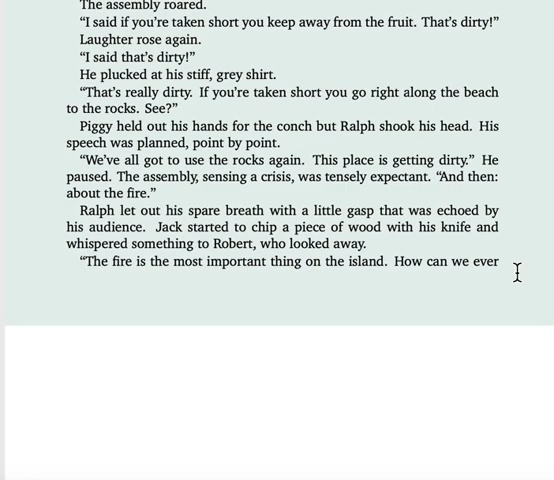 The assembly roared.
“I said if you’re taken short you keep away from the fruit. That’s dirty!”
Laughter rose again.
“I said that’s dirty!”
He plucked at his stiff, grey shirt.
“That’s really dirty. If you’re taken short you go right along the beach
to the rocks. See?”
Piggy held out his hands for the conch but Ralph shook his head. His
speech was planned, point by point.
“We’ve all got to use the rocks again. This place is getting dirty.” He
paused. The assembly, sensing a crisis, was tensely expectant. “And then:
about the fire.”
Ralph let out his spare breath with a little gasp that was echoed by
his audience. Jack started to chip a piece of wood with his knife and
whispered something to Robert, who looked away.
“The fire is the most important thing on the island. How can we ever